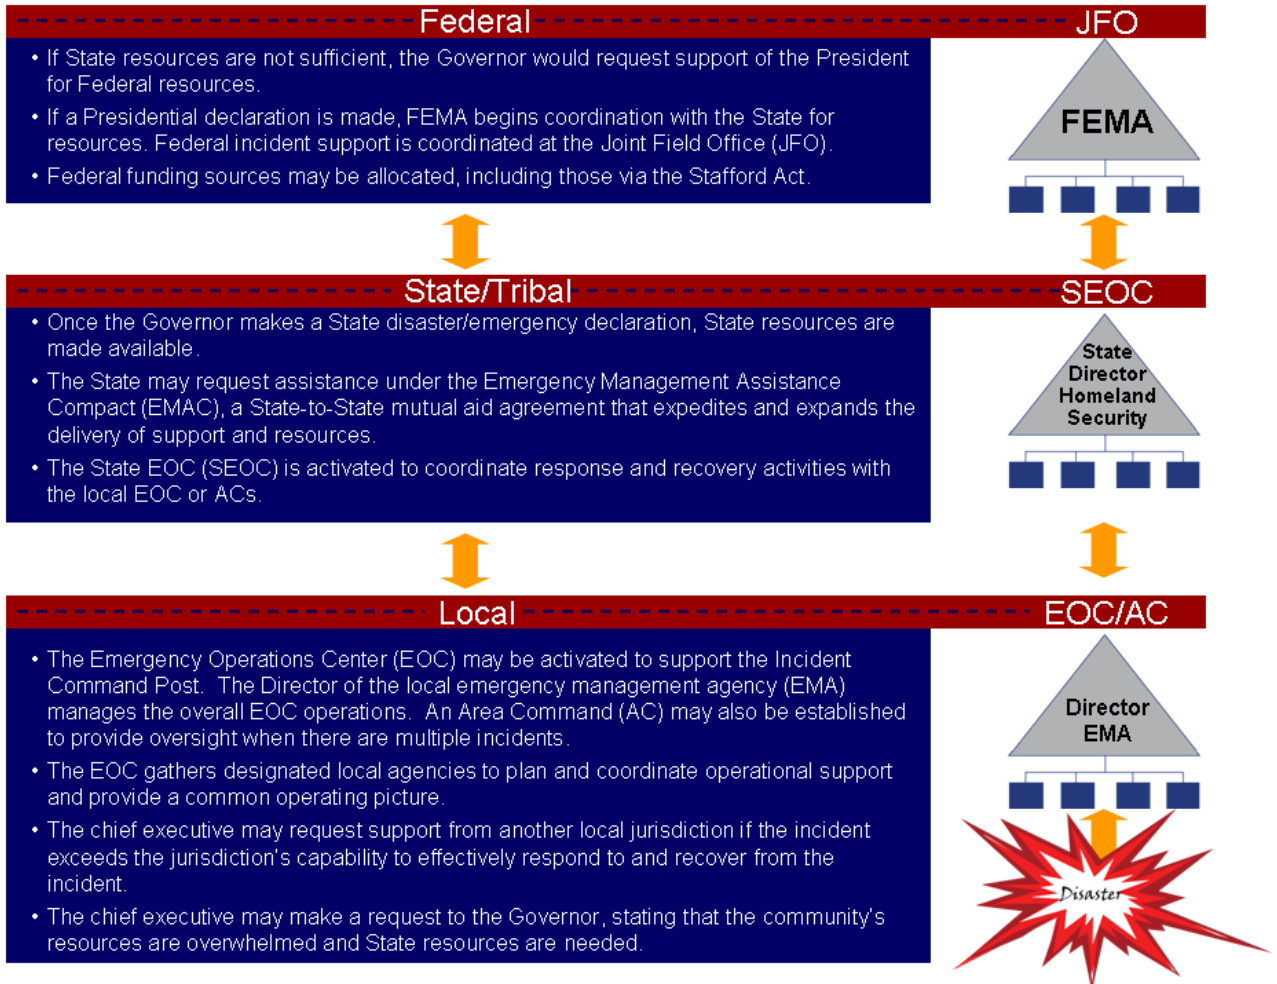 Federal
JFO
• If State resources are not sufficient, the Governor would request support of the President
for Federal resources.
• If a Presidential declaration is made, FEMA begins coordination with the State for
resources. Federal incident support is coordinated at the Joint Field Office (JFO).
• Federal funding sources may be allocated, including those via the Stafford Act.
FEMA
State/Tribal
SEOC
• Once the Governor makes a State disaster/emergency declaration, State resources are
made available.
• The State may request assistance under the Emergency Management Assistance
Compact (EMAC), a State-to-State mutual aid agreement that expedites and expands the
delivery of support and resources.
• The State EOC (SEOC) is activated to coordinate response and recovery activities with
the local EOC or ACs.
State
Director
Homeland
Security
Local
EOC/AC
• The Emergency Operations Center (EOC) may be activated to support the Incident
Command Post. The Director of the local emergency management agency (EMA)
manages the overall EOC operations. An Area Command (AC) may also be established
to provide oversight when there are multiple incidents.
• The EOC gathers designated local agencies to plan and coordinate operational support
and provide a common operating picture.
• The chief executive may request support from another local jurisdiction if the incident
exceeds the jurisdiction's capability to effectively respond to and recover from the
incident.
• The chief executive may make a request to the Governor, stating that the community's
resources are overwhelmed and State resources are needed.
Director
EMA
Disaster